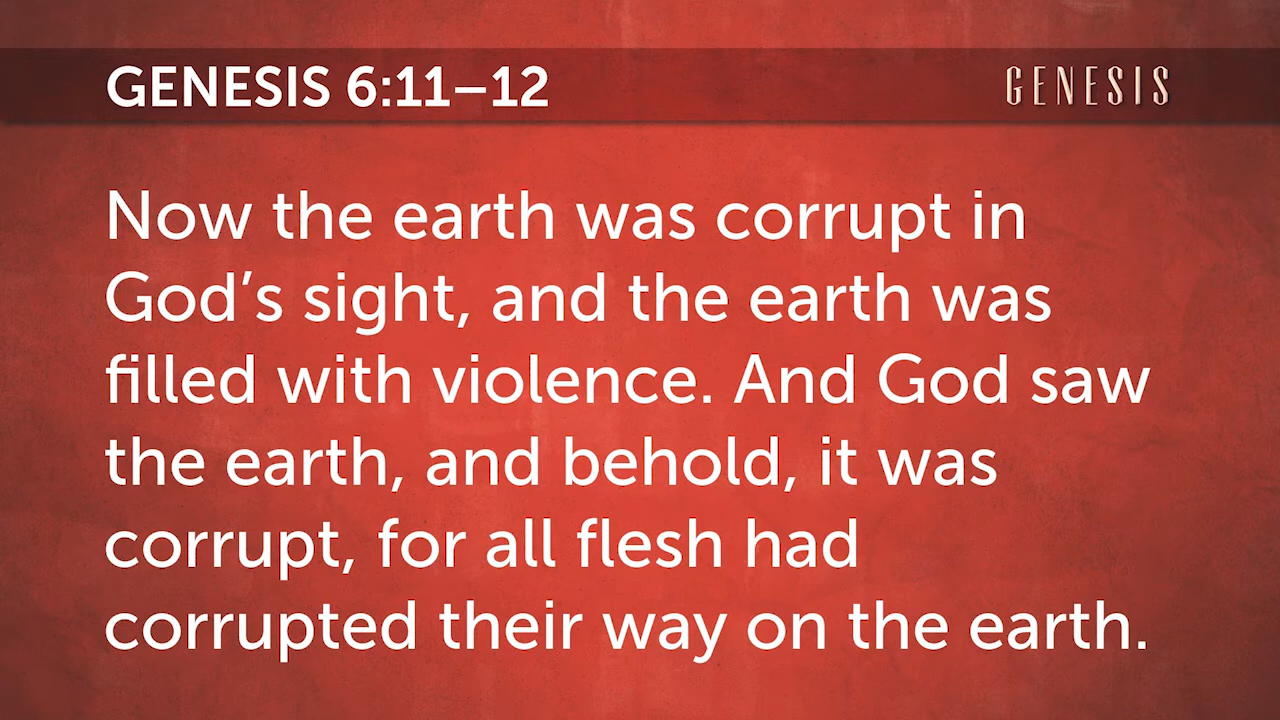 GENESIS 6:11–12
GENESIS
Now the earth was corrupt in
God’s sight, and the earth was
filled with violence. And God saw
the earth, and behold, it was
corrupt, for all flesh had
corrupted their way on the earth.